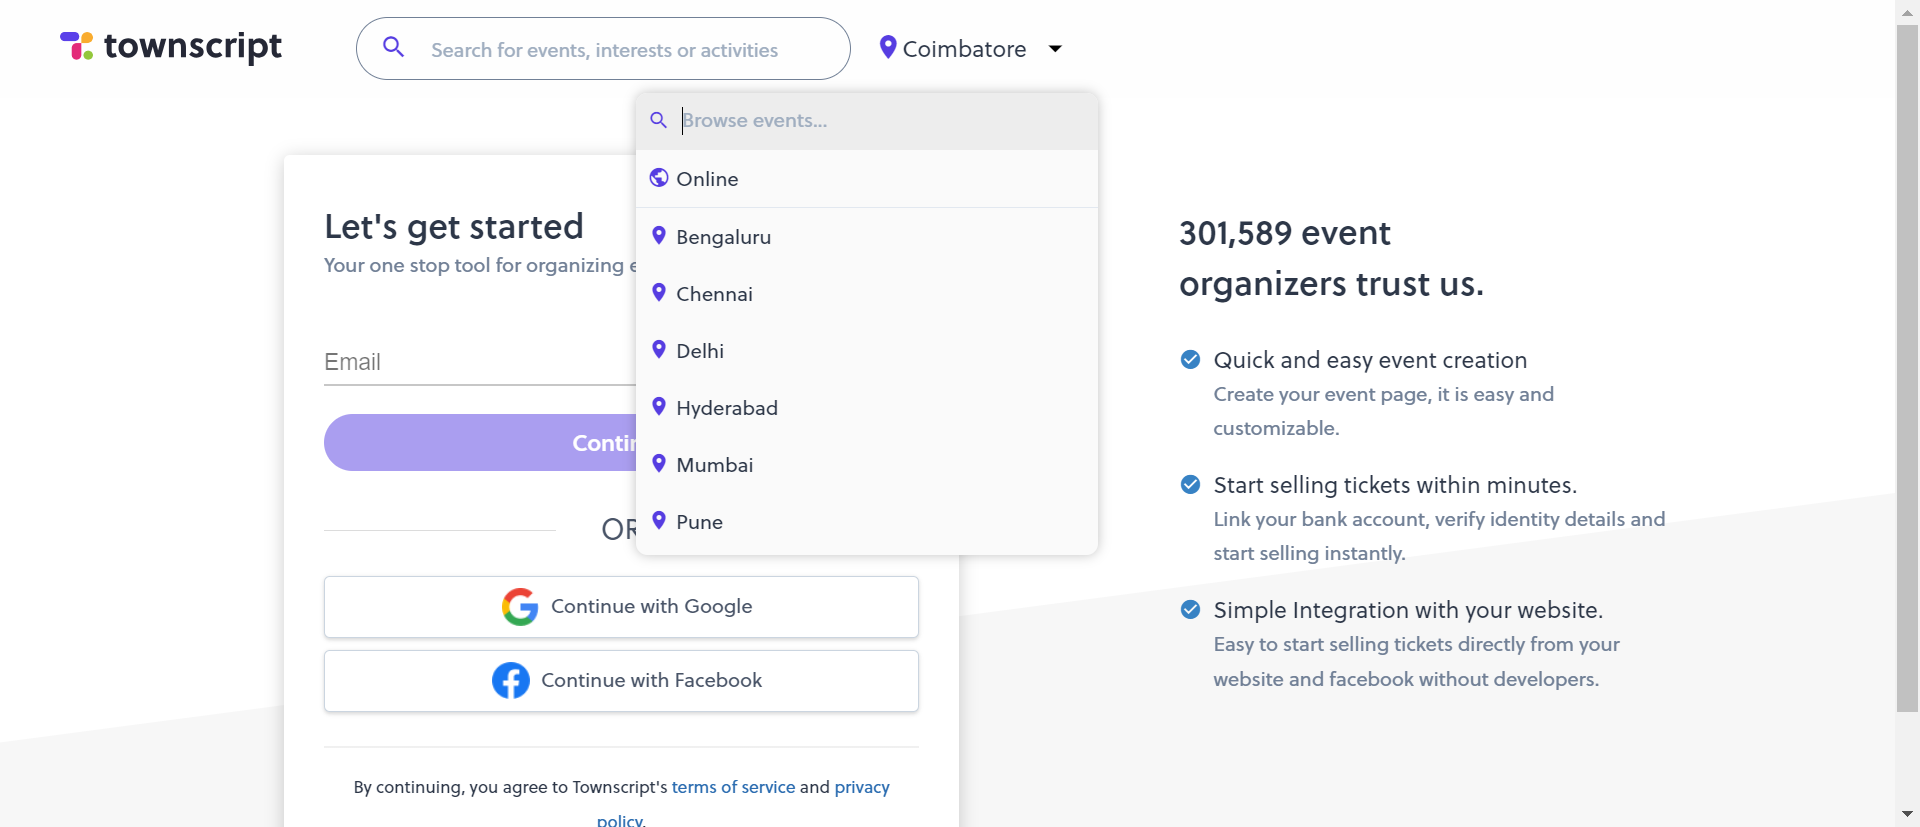 townscript
Search for events, interests or activities
Coimbatore
Browse events...
Online
Bengaluru
Chennai
Delhi
Hyderabad
Mumbai
Pune
Let's get started
Your one stop tool for organizing
Email
OR
Continue with Google
Continue with Facebook
By continuing, you agree to Townscript's terms of service and privacy
policy.
301,589 event
organizers trust us.
Quick and easy event creation
Create your event page, it is easy and
customizable.
Start selling tickets within minutes.
Link your bank account, verify identity details and
start selling instantly.
Simple Integration with your website.
Easy to start selling tickets directly from your
website and facebook without developers.